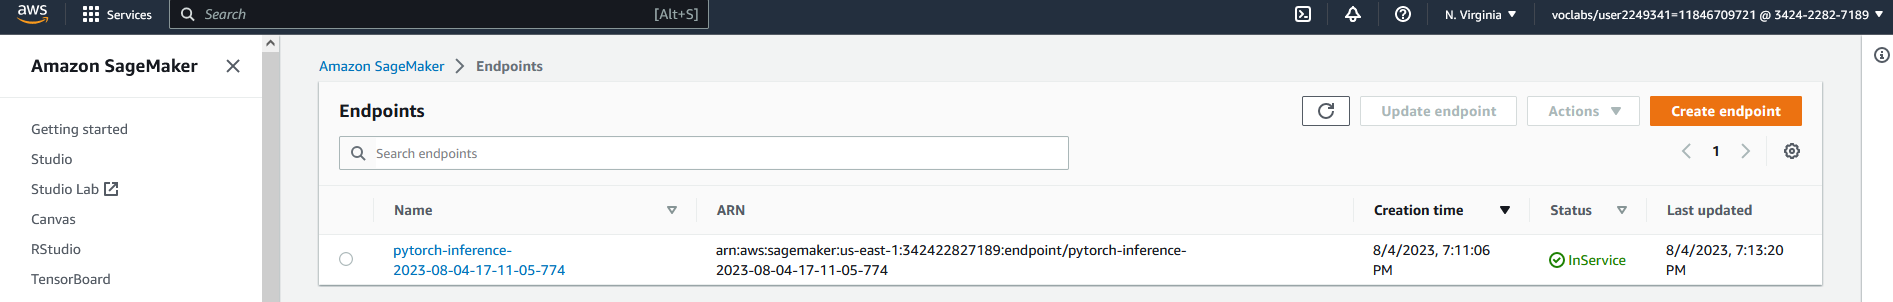 aws
Services
Search
[Alt+S]
N. Virginia
voclabs/user2249341=11846709721 @ 3424-2282-7189
Amazon SageMaker
Getting started
Studio
Studio Lab
Canvas
RStudio
TensorBoard
Amazon SageMaker
Endpoints
Endpoints
Update endpoint
Actions
Create endpoint
Search endpoints
1
Name
ARN
Creation time
Status
Last updated
pytorch-inference-
2023-08-04-17-11-05-774
arn:aws:sagemaker:us-east-1:342422827189:endpoint/pytorch-inference-
2023-08-04-17-11-05-774
8/4/2023, 7:11:06
PM
InService
8/4/2023, 7:13:20
PM